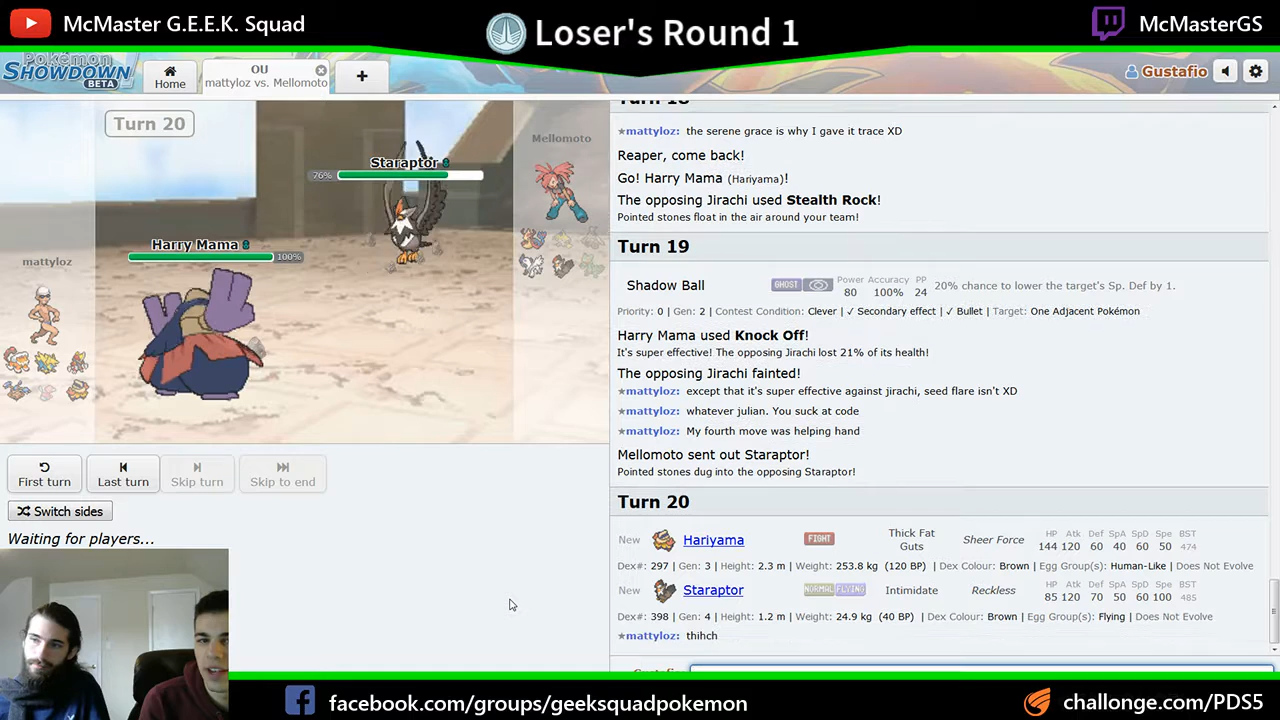 McMaster G.E.E.K. Squad
Loser's Round 1
McMasterGS
Pokémon
SHOWDOWN
BETA
Home
OU
mattyloz vs. Mellomoto
+
Gustafio
Turn 20
Staraptor
76%
Mellomoto
Harry Mama
100%
mattyloz
First turn
Last turn
Skip turn
Skip to end
Switch sides
Waiting for players...
Turn 18
★mattyloz: the serene grace is why I gave it trace XD
Reaper, come back!
Go! Harry Mama (Hariyama)!
The opposing Jirachi used Stealth Rock!
Pointed stones float in the air around your team!
Turn 19
Shadow Ball GHOST Power 80 Accuracy 100% PP 24 20% chance to lower the target's Sp. Def by 1.
Priority: 0 | Gen: 2 | Contest Condition: Clever | ✓ Secondary effect | ✓ Bullet | Target: One Adjacent Pokémon
Harry Mama used Knock Off!
It's super effective! The opposing Jirachi lost 21% of its health!
The opposing Jirachi fainted!
★mattyloz: except that it's super effective against jirachi, seed flare isn't XD
★mattyloz: whatever julian. You suck at code
★mattyloz: My fourth move was helping hand
Mellomoto sent out Staraptor!
Pointed stones dug into the opposing Staraptor!
Turn 20
New Hariyama FIGHT Thick Fat Guts Sheer Force HP 144 Atk 120 Def 60 SpA 40 SpD 60 Spe 50 BST 474
Dex#: 297 | Gen: 3 | Height: 2.3 m | Weight: 253.8 kg (120 BP) | Dex Colour: Brown | Egg Group(s): Human-Like | Does Not Evolve
New Staraptor NORMAL FLYING Intimidate Reckless HP 85 Atk 120 Def 70 SpA 50 SpD 60 Spe 100 BST 485
Dex#: 398 | Gen: 4 | Height: 1.2 m | Weight: 24.9 kg (40 BP) | Dex Colour: Brown | Egg Group(s): Flying | Does Not Evolve
★mattyloz: thihch
Gustafio
facebook.com/groups/geeksquadpokemon
challonge.com/PDS5